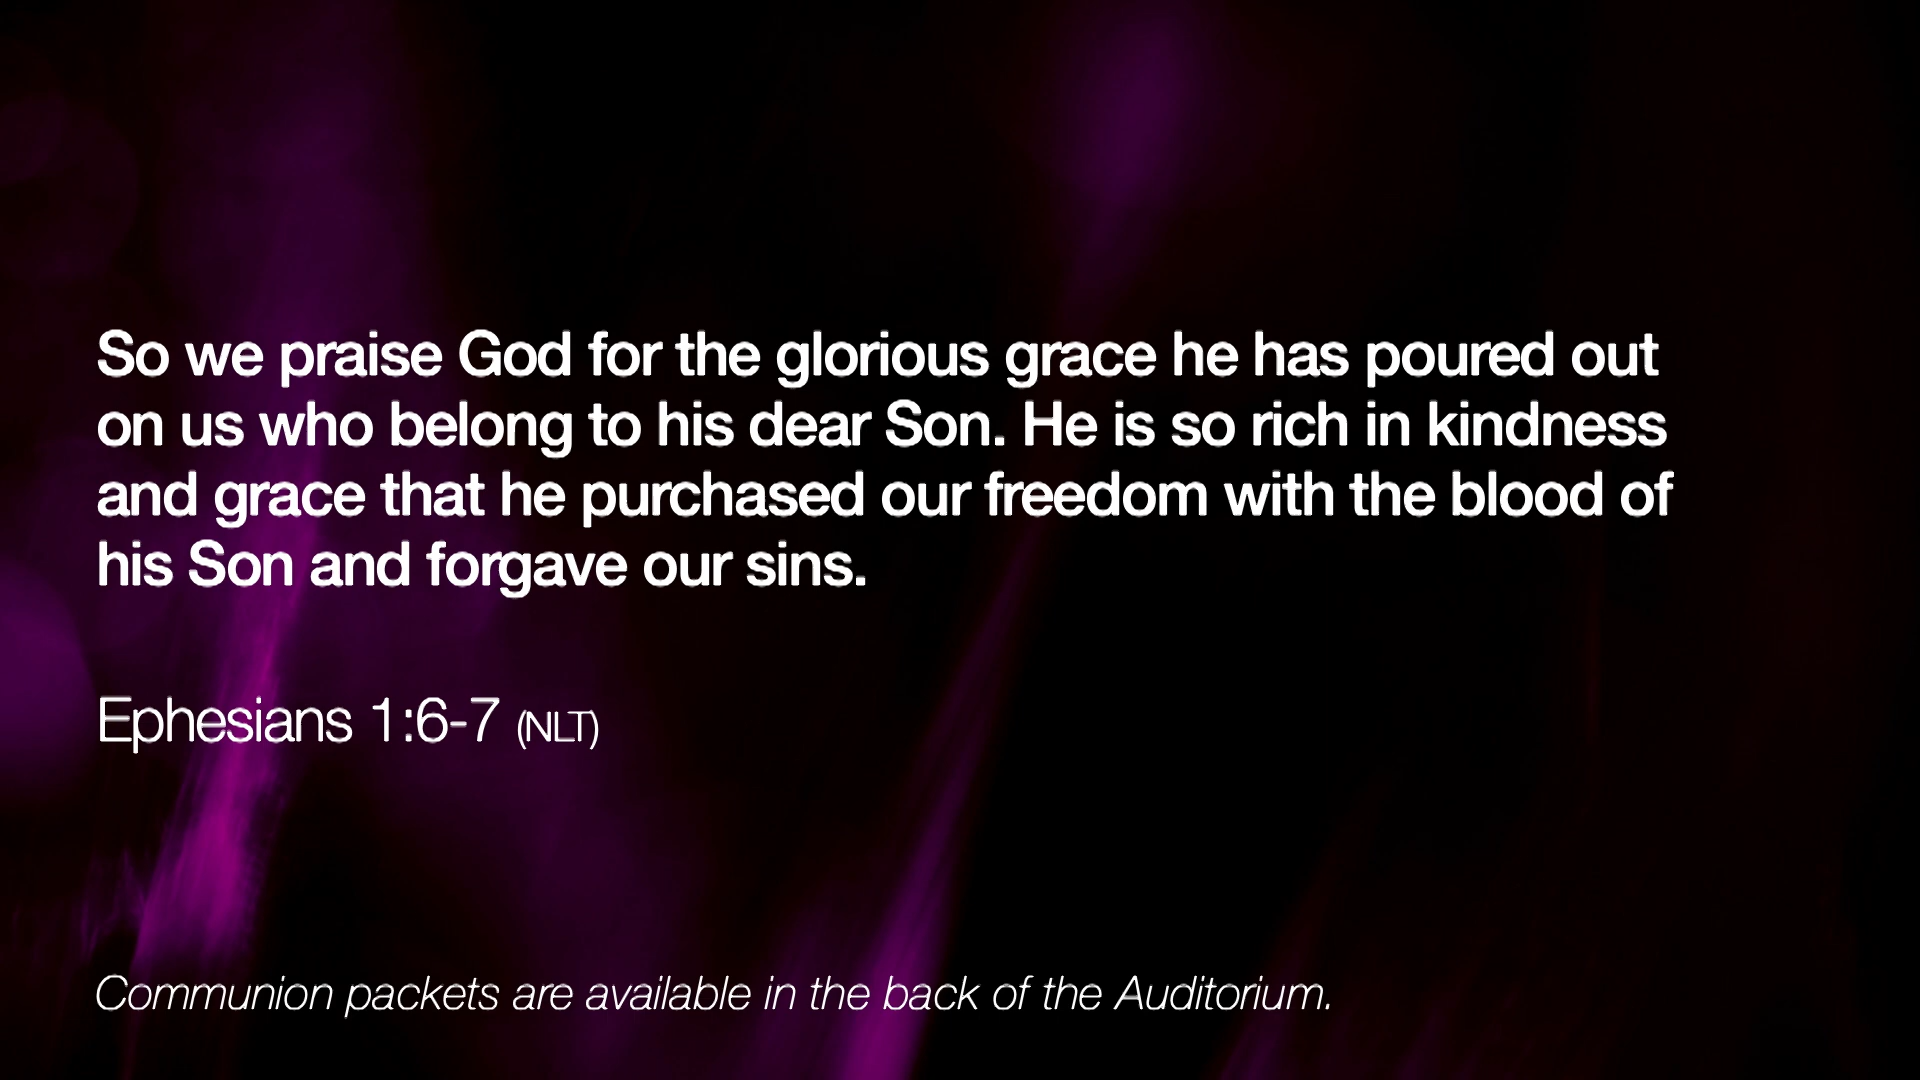 So we praise God for the glorious grace he has poured out
on us who belong to his dear Son. He is so rich in kindness
and grace that he purchased our freedom with the blood of
his Son and forgave our sins.
Ephesians 1:6-7 (NLT)
Communion packets are available in the back of the Auditorium.